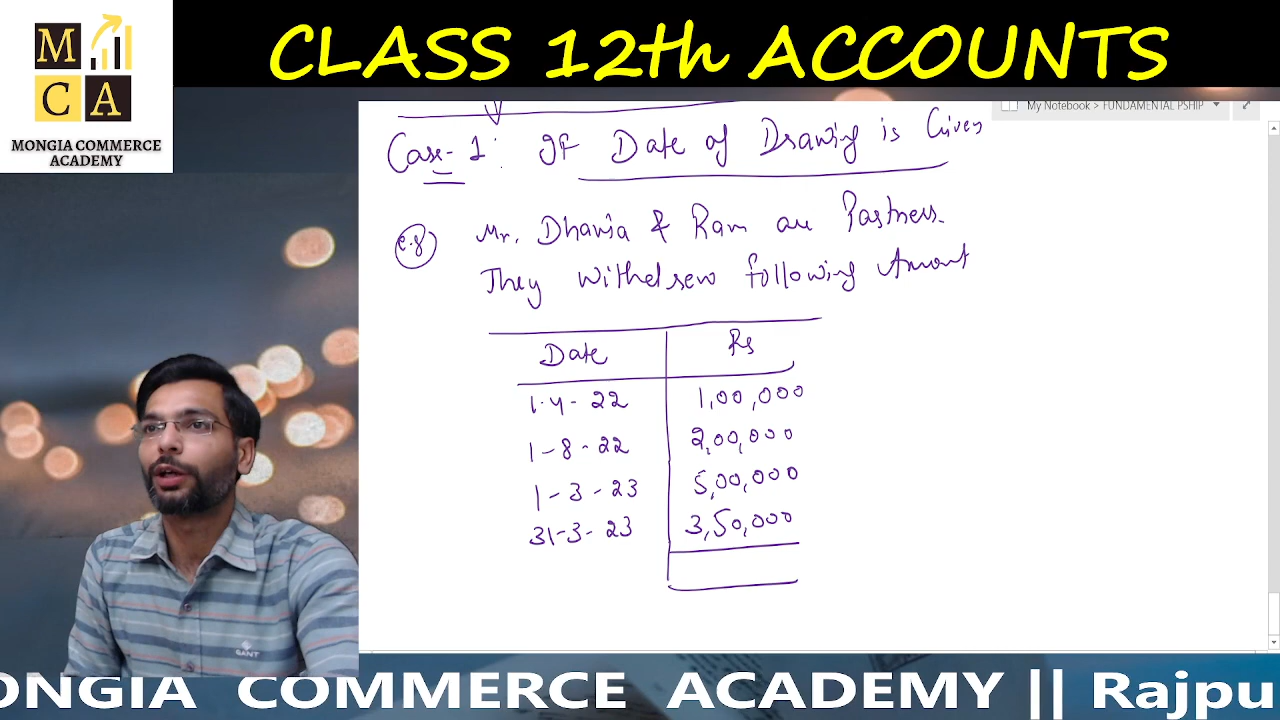 CLASS 12th ACCOUNTS
M
C A
MONGIA COMMERCE
ACADEMY
My Notebook > FUNDAMENTAL PSHIP
Case-1: If Date of Drawing is Given
e.g Mr. Dhania & Ram are Partners.
They withdrew following Amount
Date Rs
1.4-22 1,00,000
1-8-22 2,00,000
1-3-23 5,00,000
31-3-23 3,50,000
GANT
ONGIA COMMERCE ACADEMY || Rajpu